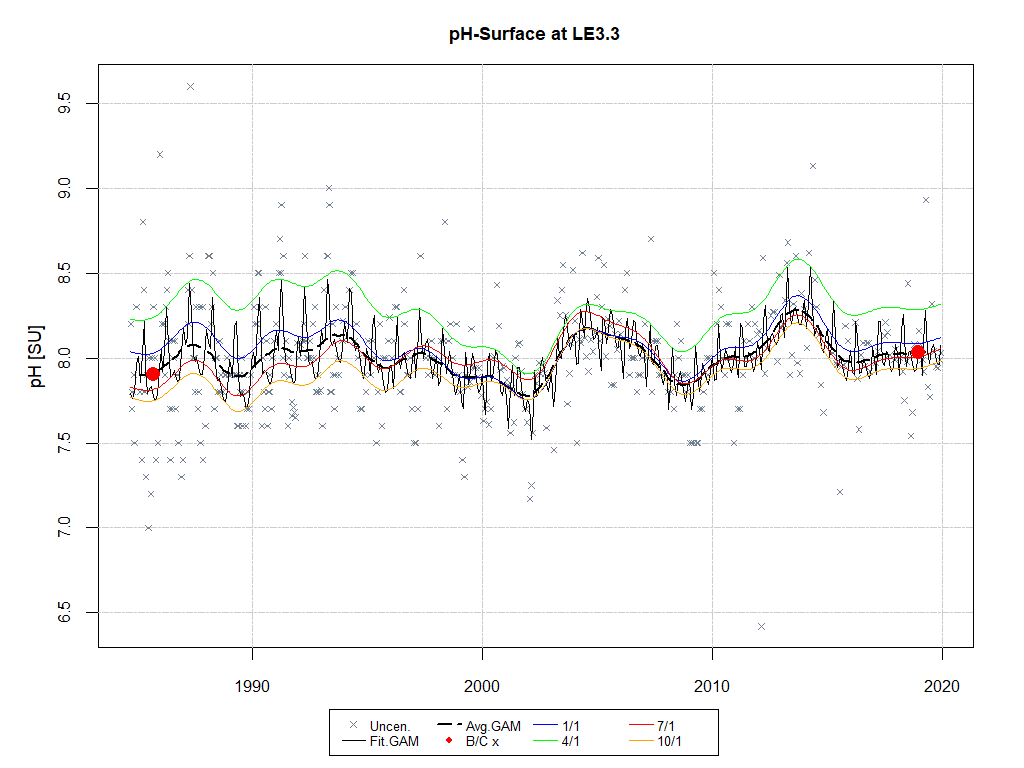 pH-Surface at LE3.3
pH [SU]
9.5
9.0
8.5
8.0
7.5
7.0
6.5
1990 2000 2010 2020
Uncen. Avg.GAM 1/1 7/1
Fit.GAM B/C x 4/1 10/1